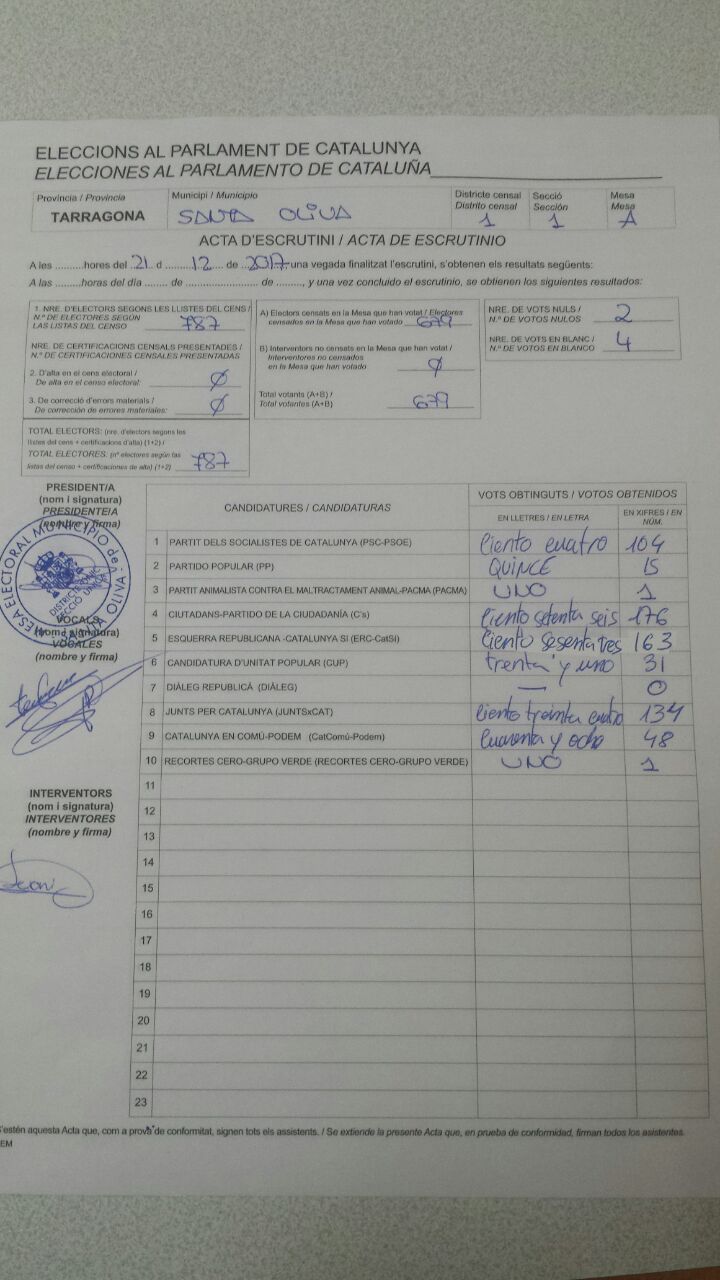 ELECCIONS AL PARLAMENT DE CATALUNYA
ELECCIONES AL PARLAMENTO DE CATALUÑA
Provincia / Provincia
TARRAGONA
Municipi / Municipio
SANTA OLIVA
Districte censal
Distrito censal
1
Secció
Sección
1
Mesa
Mesa
A
ACTA D'ESCRUTINI / ACTA DE ESCRUTINIO
A les ..........hores del 21 d .......12...... de ..2017, una vegada finalitzat l'escrutini, s'obtenen els resultats següents:
A las ..........horas del día ....... de ......................... de ........., y una vez concluido el escrutinio, se obtienen los siguientes resultados:
1. NRE. D'ELECTORS SEGONS LES LLISTES DEL CENS /
N.º DE ELECTORES SEGÚN
LAS LISTAS DEL CENSO 787
NRE. DE CERTIFICACIONS CENSALS PRESENTADES /
N.º DE CERTIFICACIONES CENSALES PRESENTADAS
2. D'alta en el cens electoral /
De alta en el censo electoral: Ø
3. De correcció d'errors materials /
De corrección de errores materiales: Ø
TOTAL ELECTORS: (nre. d'electors segons les
llistes del cens + certificacions d'alta) (1+2) /
TOTAL ELECTORES: (nº electores según las
listas del censo + certificaciones de alta) (1+2) 787
A) Electors censats en la Mesa que han votat / Electores
censados en la Mesa que han votado 679
B) Interventors no censats en la Mesa que han votat /
Interventores no censados
en la Mesa que han votado Ø
Total votants (A+B) /
Total votantes (A+B) 679
NRE. DE VOTS NULS /
N.º DE VOTOS NULOS 2
NRE. DE VOTS EN BLANC /
N.º DE VOTOS EN BLANCO 4
PRESIDENT/A
(nom i signatura)
PRESIDENTE/A
(nombre y firma)
MESA ELECTORAL MUNICIPIO de
VOCALS
(nom i signatura)
VOCALES
(nombre y firma)
INTERVENTORS
(nom i signatura)
INTERVENTORES
(nombre y firma)
CANDIDATURES / CANDIDATURAS
VOTS OBTINGUTS / VOTOS OBTENIDOS
EN LLETRES / EN LETRA
EN XIFRES / EN NÚM.
1 PARTIT DELS SOCIALISTES DE CATALUNYA (PSC-PSOE) Ciento cuatro 104
2 PARTIDO POPULAR (PP) QUINCE 15
3 PARTIT ANIMALISTA CONTRA EL MALTRACTAMENT ANIMAL-PACMA (PACMA) UNO 1
4 CIUTADANS-PARTIDO DE LA CIUDADANÍA (C's) Ciento setenta seis 176
5 ESQUERRA REPUBLICANA -CATALUNYA SI (ERC-CatSI) Ciento sesenta tres 163
6 CANDIDATURA D'UNITAT POPULAR (CUP) trenta y uno 31
7 DIÀLEG REPUBLICÀ (DIÀLEG) — 0
8 JUNTS PER CATALUNYA (JUNTSxCAT) Ciento treinta cuatro 134
9 CATALUNYA EN COMÚ-PODEM (CatComú-Podem) Cuarenta y ocho 48
10 RECORTES CERO-GRUPO VERDE (RECORTES CERO-GRUPO VERDE) UNO 1
11
12
13
14
15
16
17
18
19
20
21
22
23
S'estén aquesta Acta que, com a prova de conformitat, signen tots els assistents. / Se extiende la presente Acta que, en prueba de conformidad, firman todos los asistentes.
EM